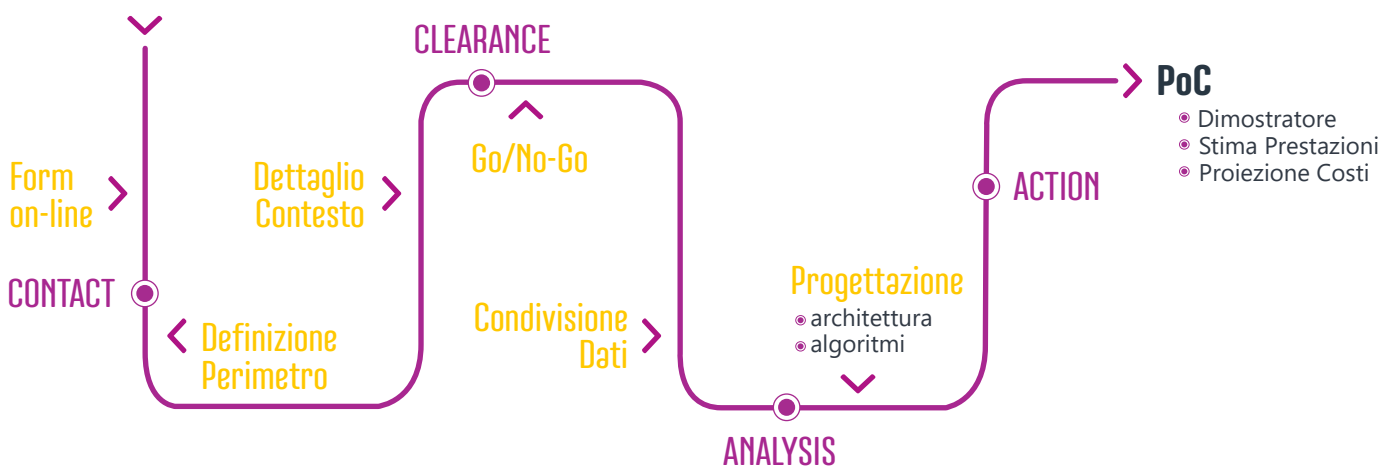 Form
on-line
CONTACT
Definizione
Perimetro
Dettaglio
Contesto
CLEARANCE
Go/No-Go
Condivisione
Dati
ANALYSIS
Progettazione
architettura
algoritmi
ACTION
PoC
Dimostratore
Stima Prestazioni
Proiezione Costi